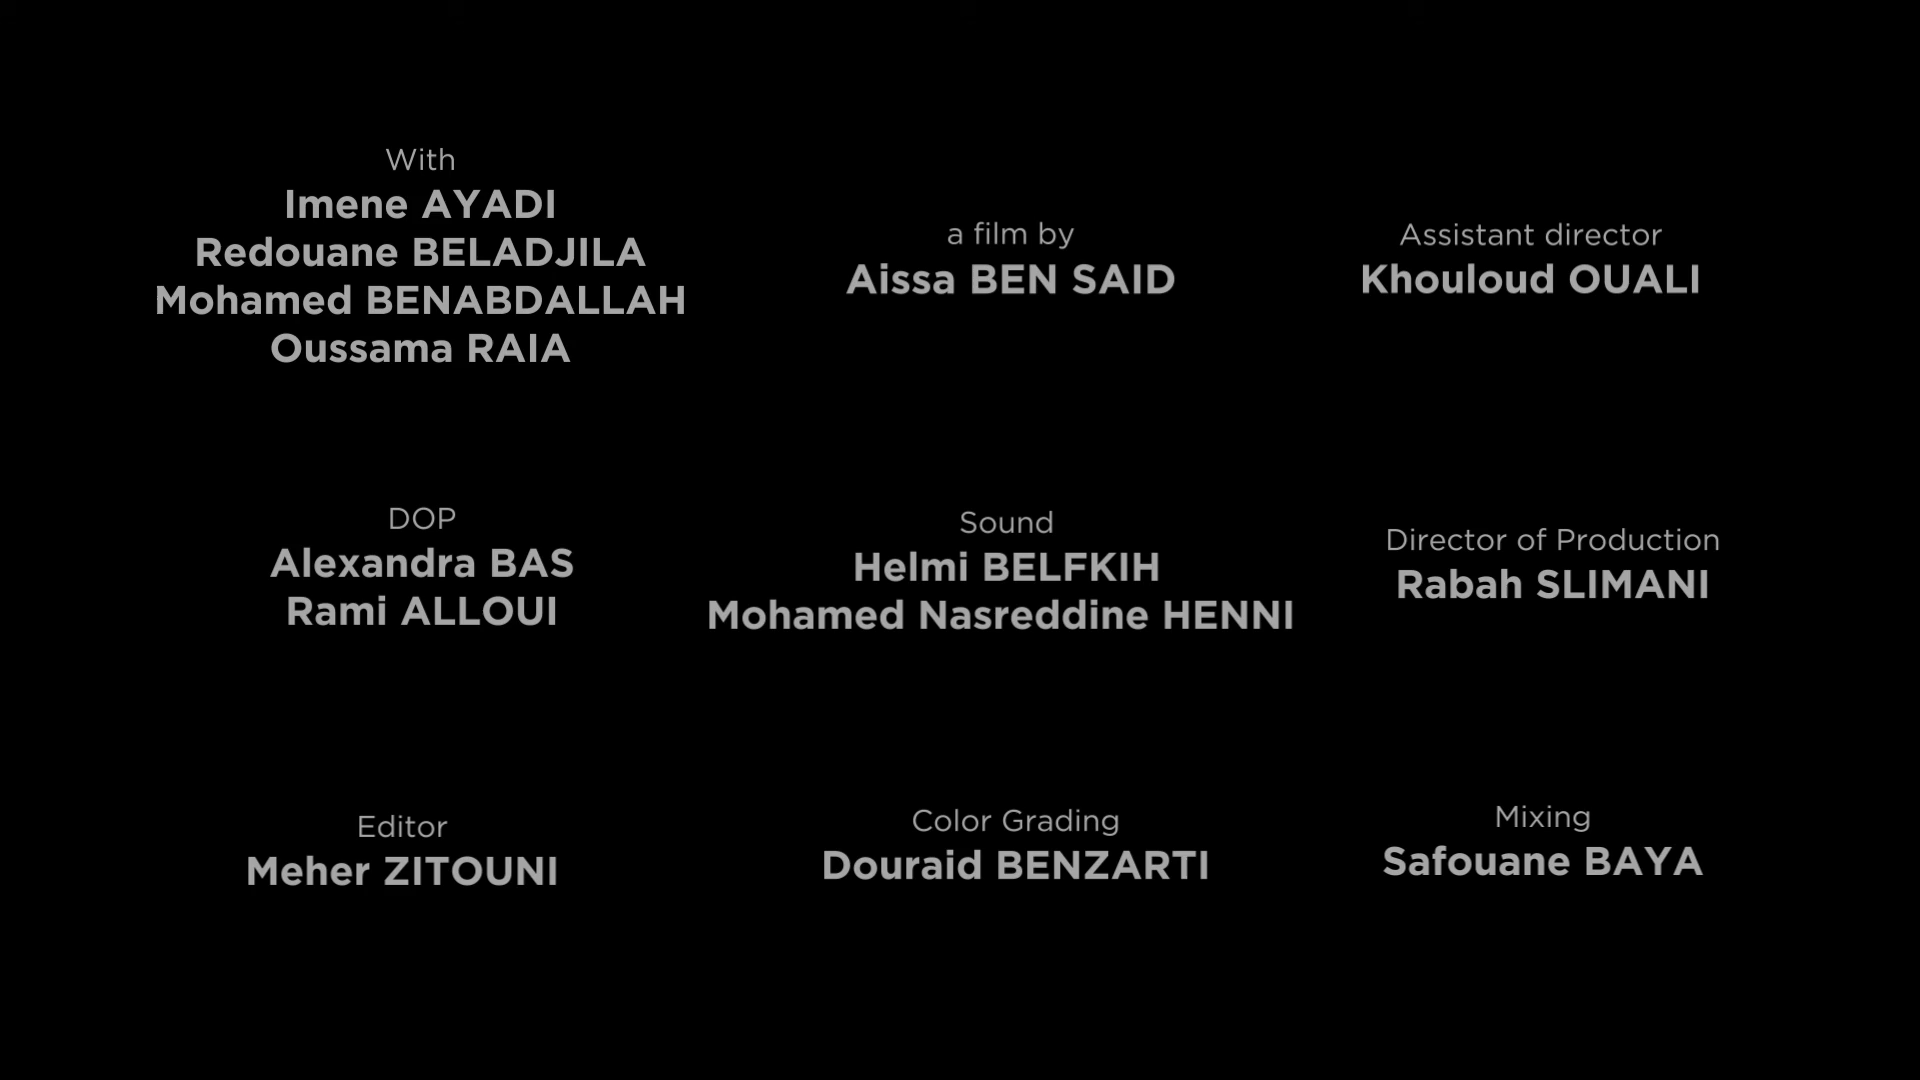 With
Imene AYADI
Redouane BELADJILA
Mohamed BENABDALLAH
Oussama RAIA
a film by
Aissa BEN SAID
Assistant director
Khouloud OUALI
DOP
Alexandra BAS
Rami ALLOUI
Sound
Helmi BELFKIH
Mohamed Nasreddine HENNI
Director of Production
Rabah SLIMANI
Editor
Meher ZITOUNI
Color Grading
Douraid BENZARTI
Mixing
Safouane BAYA